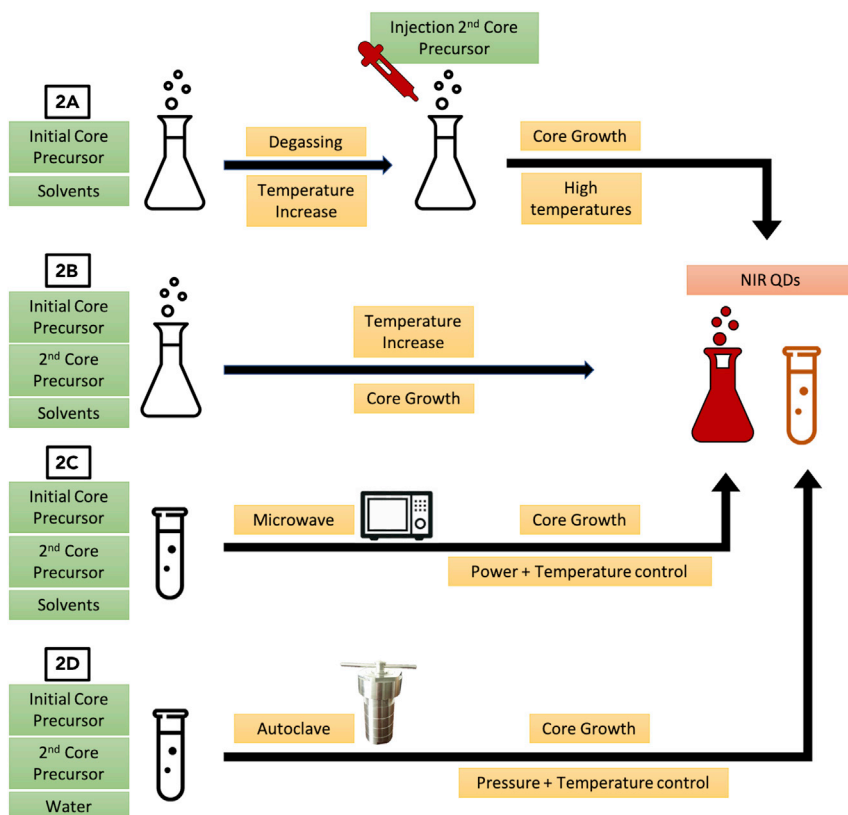 Injection 2nd Core
Precursor
2A
Initial Core
Precursor
Solvents
Degassing
Temperature
Increase
Core Growth
High
temperatures
NIR QDs
2B
Initial Core
Precursor
2nd Core
Precursor
Solvents
Temperature
Increase
Core Growth
2C
Initial Core
Precursor
2nd Core
Precursor
Solvents
Microwave
Core Growth
Power + Temperature control
2D
Initial Core
Precursor
2nd Core
Precursor
Water
Autoclave
Core Growth
Pressure + Temperature control